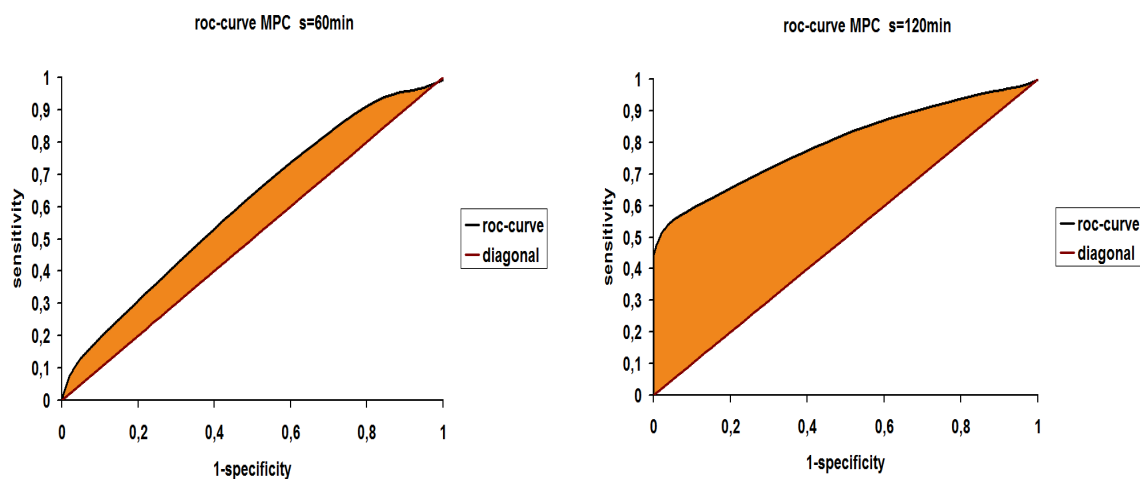 roc-curve MPC  s=60min
1
0,9
0,8
0,7
0,6
0,5
0,4
0,3
0,2
0,1
0
sensitivity
0 0,2 0,4 0,6 0,8 1
1-specificity
roc-curve
diagonal
roc-curve MPC  s=120min
1
0,9
0,8
0,7
0,6
0,5
0,4
0,3
0,2
0,1
0
sensitivity
0 0,2 0,4 0,6 0,8 1
1-specificity
roc-curve
diagonal